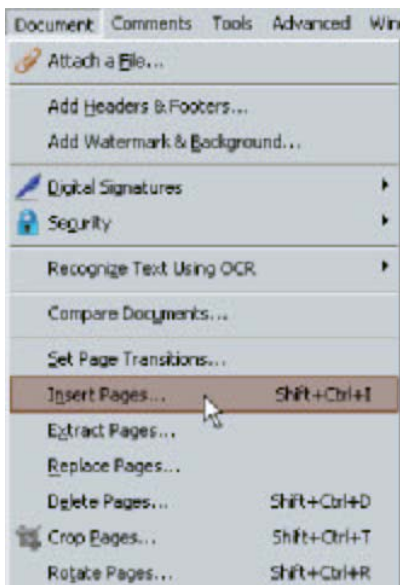 Document Comments Tools Advanced Win
Attach a File...
Add Headers & Footers...
Add Watermark & Background...
Digital Signatures
Security
Recognize Text Using OCR
Compare Documents...
Set Page Transitions...
Insert Pages... Shift+Ctrl+I
Extract Pages...
Replace Pages...
Delete Pages... Shift+Ctrl+D
Crop Pages... Shift+Ctrl+T
Rotate Pages... Shift+Ctrl+R